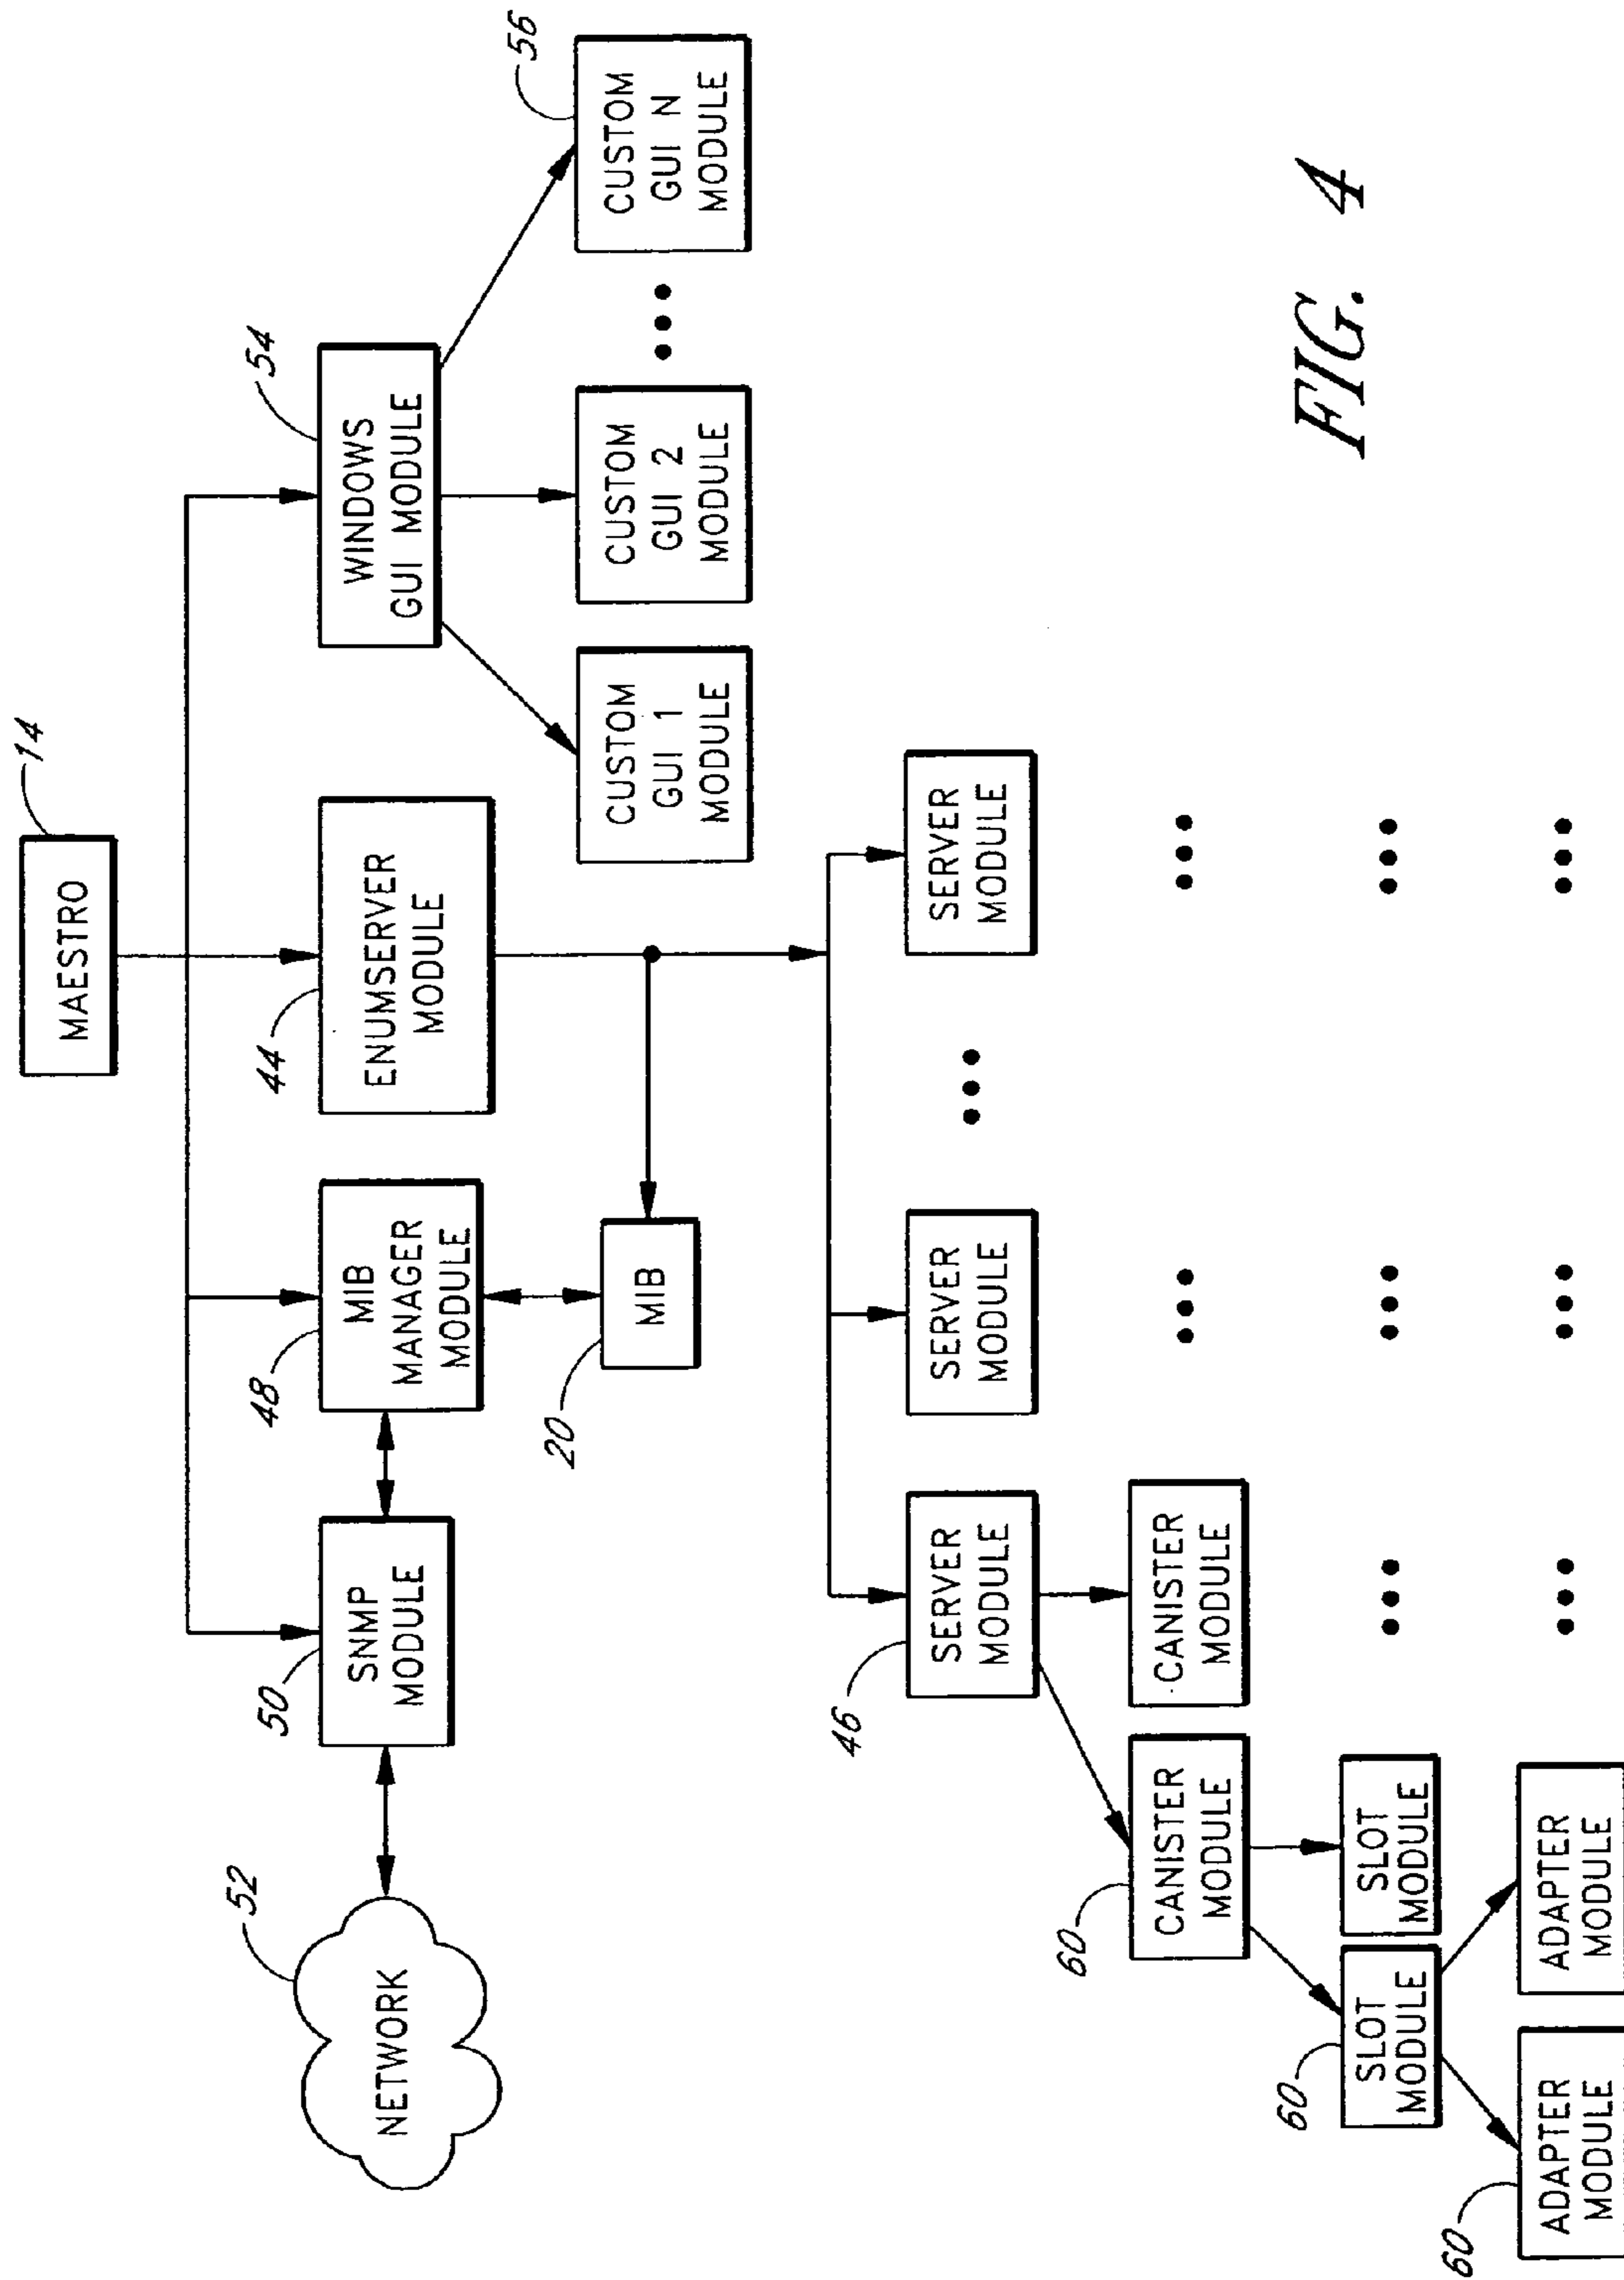 14
MAESTRO
52
NETWORK
50
SNMP
MODULE
48
MIB
MANAGER
MODULE
44
ENUMSERVER
MODULE
54
WINDOWS
GUI MODULE
20
MIB
CUSTOM
GUI 1
MODULE
CUSTOM
GUI 2
MODULE
•••
56
CUSTOM
GUI N
MODULE
46
SERVER
MODULE
SERVER
MODULE
•••
SERVER
MODULE
60
CANISTER
MODULE
CANISTER
MODULE
•••
•••
60
SLOT
MODULE
SLOT
MODULE
•••
•••
•••
60
ADAPTER
MODULE
ADAPTER
MODULE
•••
•••
•••
FIG. 4